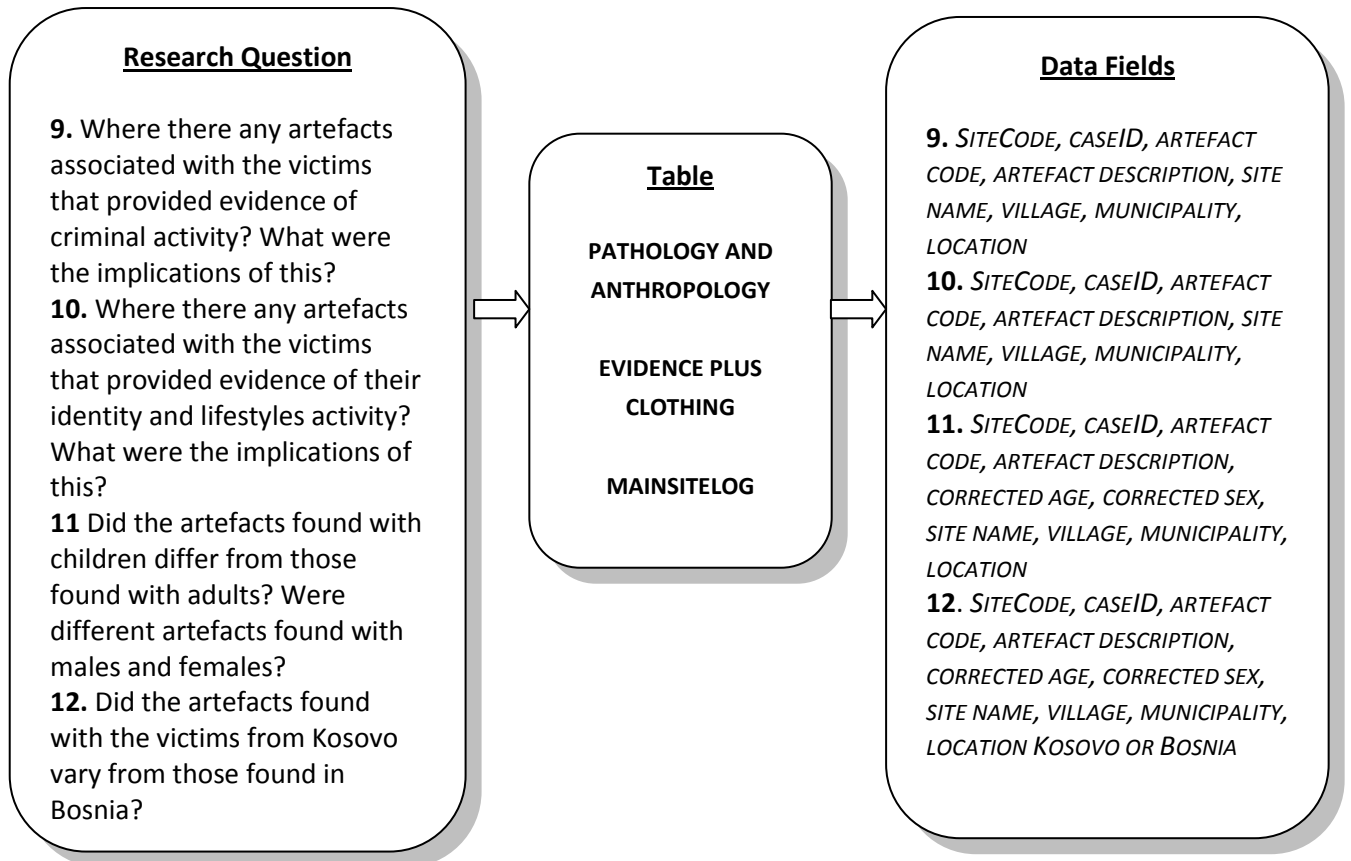 Research Question
9. Where there any artefacts
associated with the victims
that provided evidence of
criminal activity? What were
the implications of this?
10. Where there any artefacts
associated with the victims
that provided evidence of their
identity and lifestyles activity?
What were the implications of
this?
11 Did the artefacts found with
children differ from those
found with adults? Were
different artefacts found with
males and females?
12. Did the artefacts found
with the victims from Kosovo
vary from those found in
Bosnia?
Table
PATHOLOGY AND
ANTHROPOLOGY
EVIDENCE PLUS
CLOTHING
MAINSITELOG
Data Fields
9. SITECODE, CASEID, ARTEFACT
CODE, ARTEFACT DESCRIPTION, SITE
NAME, VILLAGE, MUNICIPALITY,
LOCATION
10. SITECODE, CASEID, ARTEFACT
CODE, ARTEFACT DESCRIPTION, SITE
NAME, VILLAGE, MUNICIPALITY,
LOCATION
11. SITECODE, CASEID, ARTEFACT
CODE, ARTEFACT DESCRIPTION,
CORRECTED AGE, CORRECTED SEX,
SITE NAME, VILLAGE, MUNICIPALITY,
LOCATION
12. SITECODE, CASEID, ARTEFACT
CODE, ARTEFACT DESCRIPTION,
CORRECTED AGE, CORRECTED SEX,
SITE NAME, VILLAGE, MUNICIPALITY,
LOCATION KOSOVO OR BOSNIA